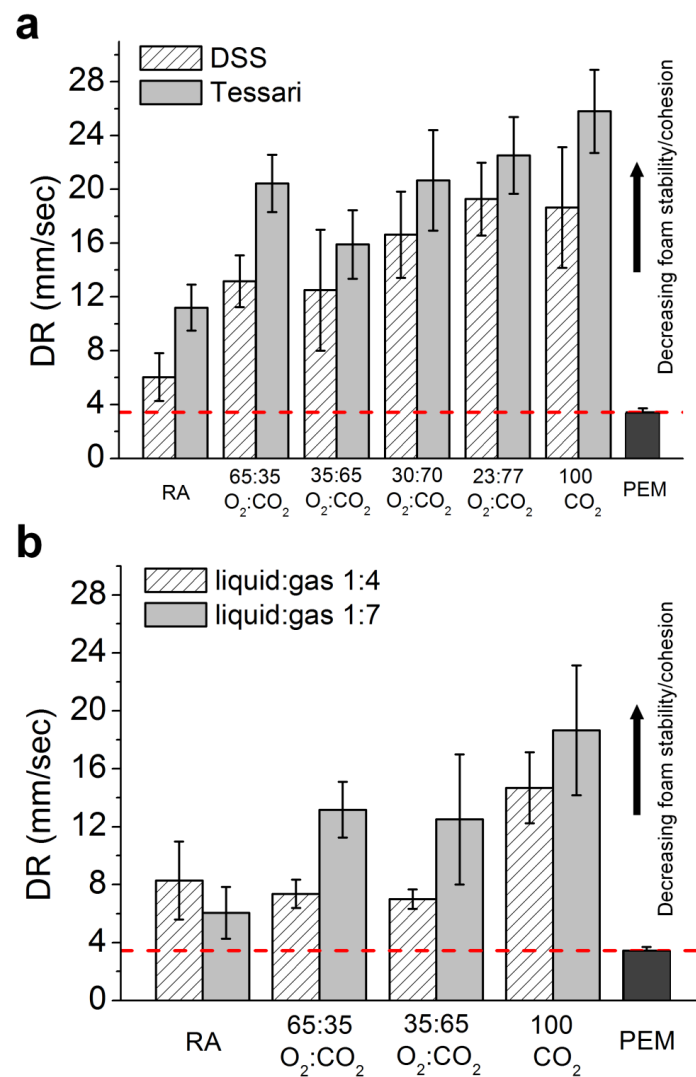 a
DSS
Tessari
DR (mm/sec)
28
24
20
16
12
8
4
0
Decreasing foam stability/cohesion
RA
65:35
O₂:CO₂
35:65
O₂:CO₂
30:70
O₂:CO₂
23:77
O₂:CO₂
100
CO₂
PEM
b
liquid:gas 1:4
liquid:gas 1:7
DR (mm/sec)
28
24
20
16
12
8
4
0
Decreasing foam stability/cohesion
RA
65:35
O₂:CO₂
35:65
O₂:CO₂
100
CO₂
PEM